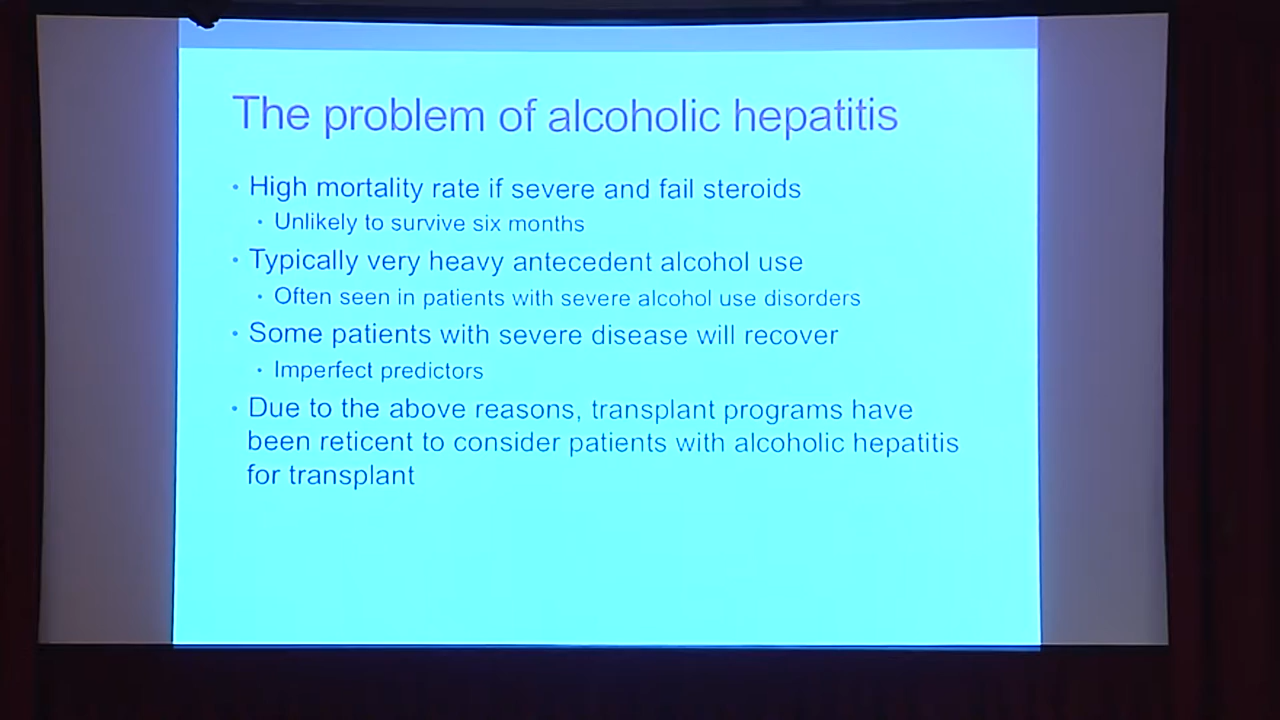 The problem of alcoholic hepatitis
• High mortality rate if severe and fail steroids
• Unlikely to survive six months
• Typically very heavy antecedent alcohol use
• Often seen in patients with severe alcohol use disorders
• Some patients with severe disease will recover
• Imperfect predictors
• Due to the above reasons, transplant programs have
been reticent to consider patients with alcoholic hepatitis
for transplant